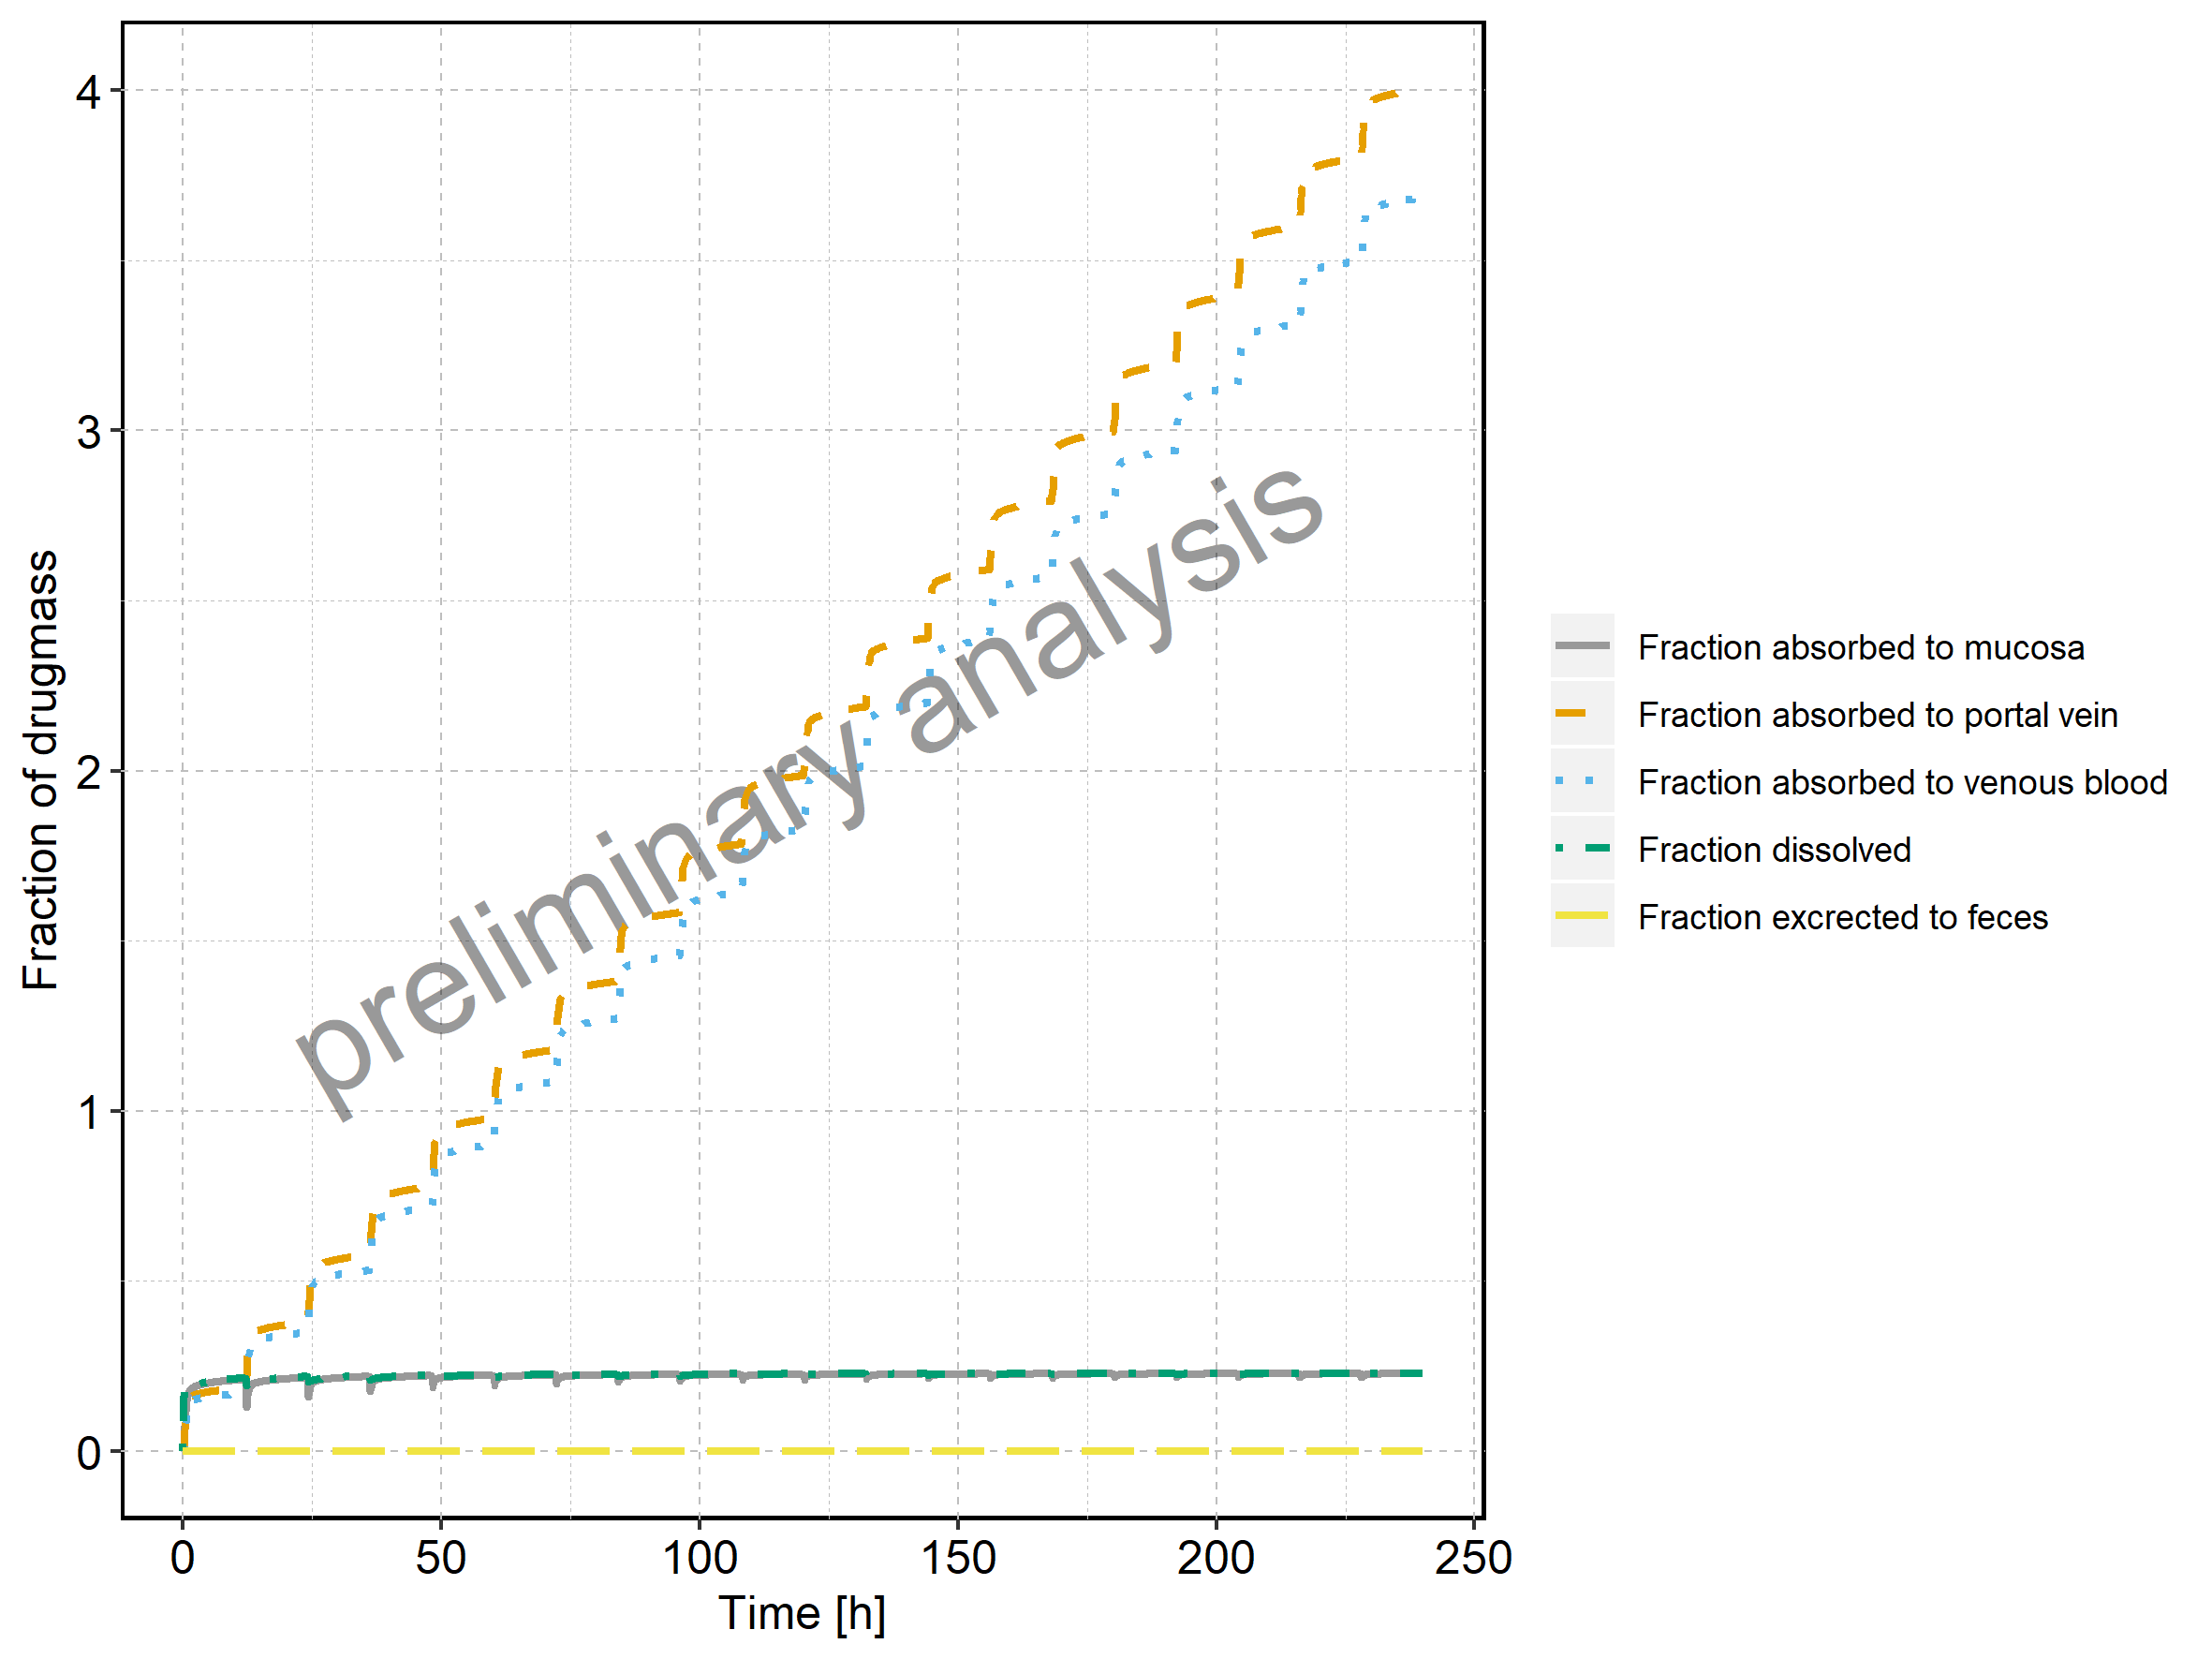 4
3
2
1
0
Fraction of drugmass
0 50 100 150 200 250
Time [h]
preliminary analysis
Fraction absorbed to mucosa
Fraction absorbed to portal vein
Fraction absorbed to venous blood
Fraction dissolved
Fraction excrected to feces